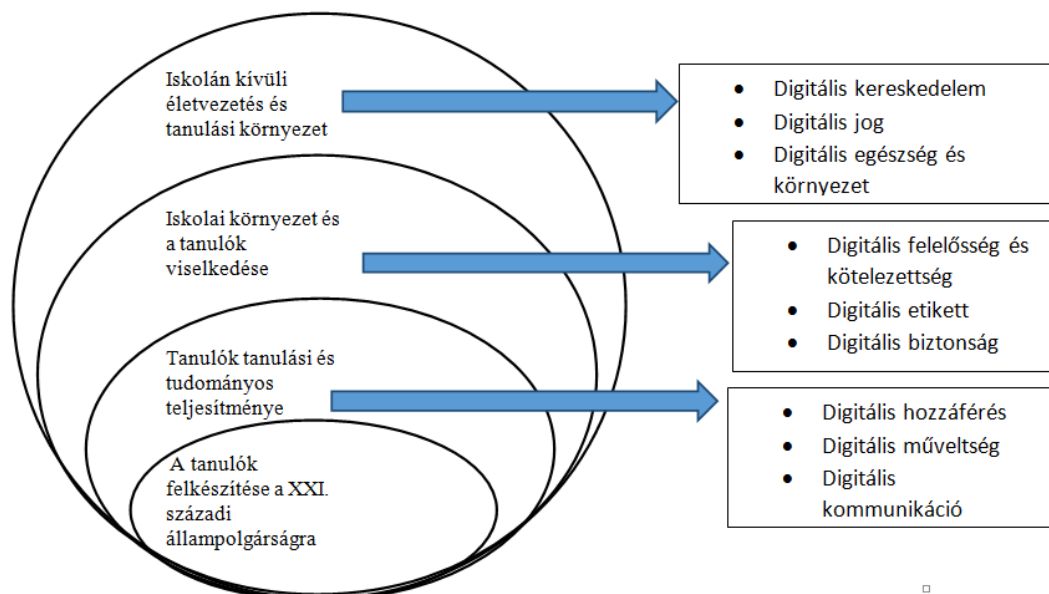 Iskolán kívüli
életvezetés és
tanulási környezet
• Digitális kereskedelem
• Digitális jog
• Digitális egészség és
környezet
Iskolai környezet és
a tanulók
viselkedése
• Digitális felelősség és
kötelezettség
• Digitális etikett
• Digitális biztonság
Tanulók tanulási és
tudományos
teljesítménye
• Digitális hozzáférés
• Digitális műveltség
• Digitális
kommunikáció
A tanulók
felkészítése a XXI.
századi
állampolgárságra